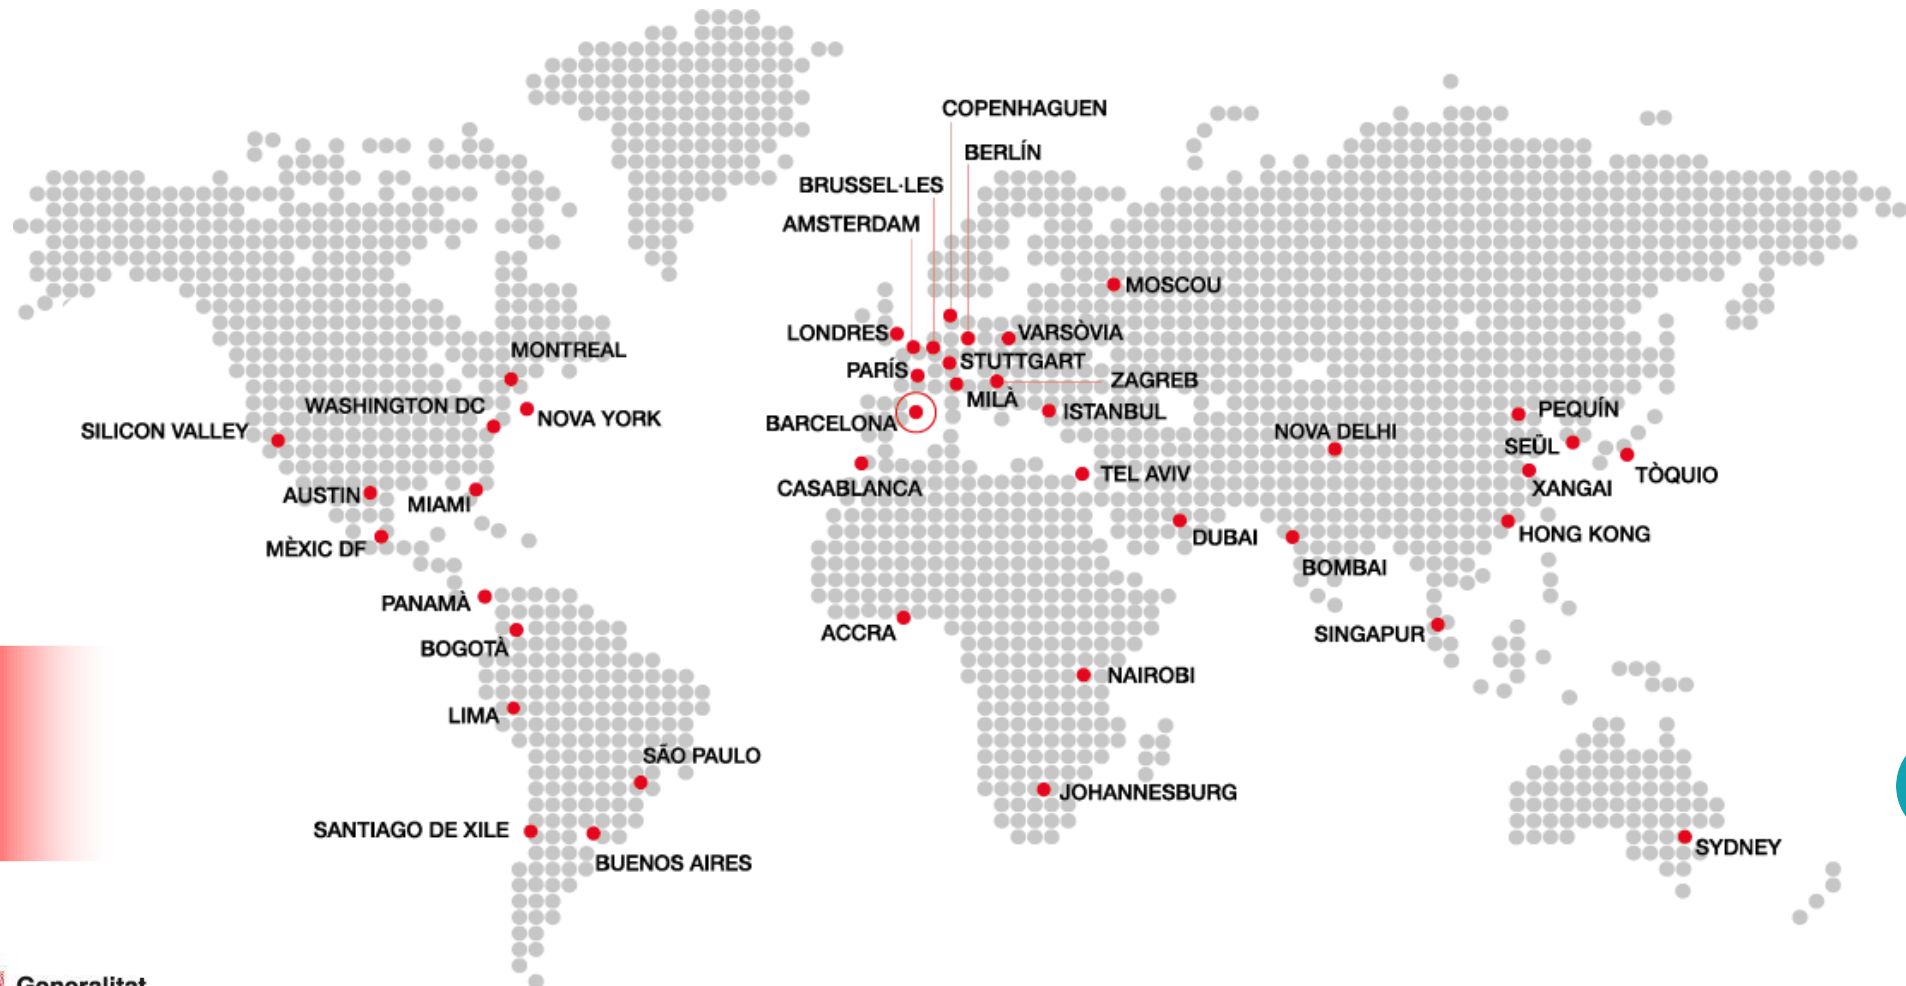 COPENHAGUEN
BERLÍN
BRUSSEL·LES
AMSTERDAM
MOSCOU
LONDRES
VARSÒVIA
MONTREAL
STUTTGART
PARÍS
ZAGREB
MILÀ
WASHINGTON DC
NOVA YORK
BARCELONA
ISTANBUL
PEQUÍN
SILICON VALLEY
NOVA DELHI
SEÜL
TEL AVIV
TÒQUIO
CASABLANCA
XANGAI
AUSTIN
MIAMI
DUBAI
HONG KONG
MÈXIC DF
BOMBAI
PANAMÀ
ACCRA
SINGAPUR
BOGOTÀ
NAIROBI
LIMA
SÃO PAULO
JOHANNESBURG
SANTIAGO DE XILE
SYDNEY
BUENOS AIRES
Generalitat